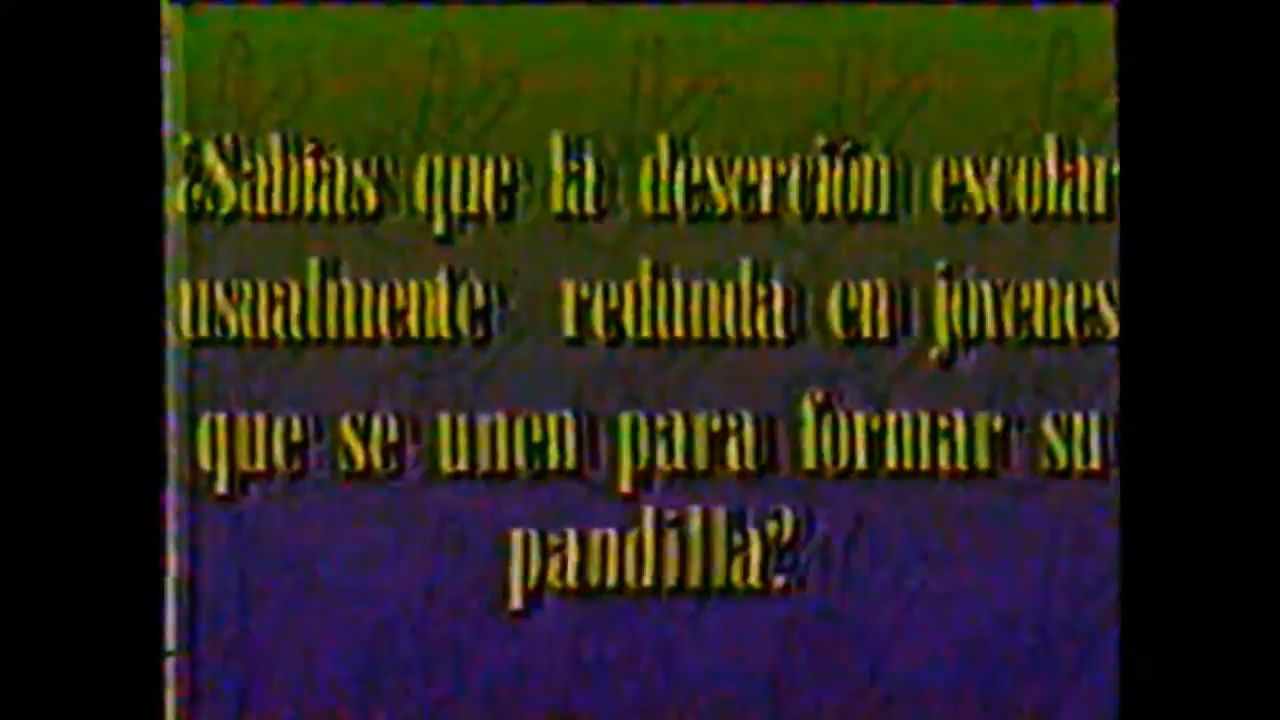 ¿Sabías que la deserción escolar
usualmente redunda en jóvenes
que se unen para formar su
pandilla?